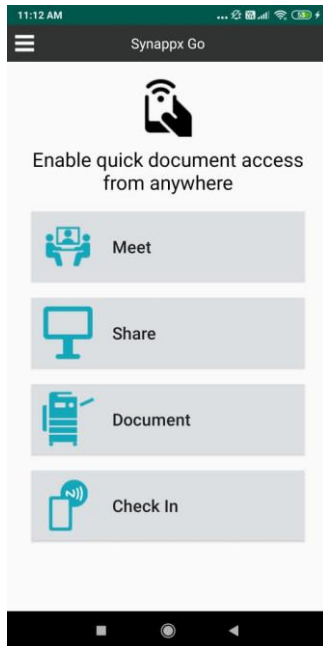 11:12 AM
Synappx Go
Enable quick document access
from anywhere
Meet
Share
Document
Check In